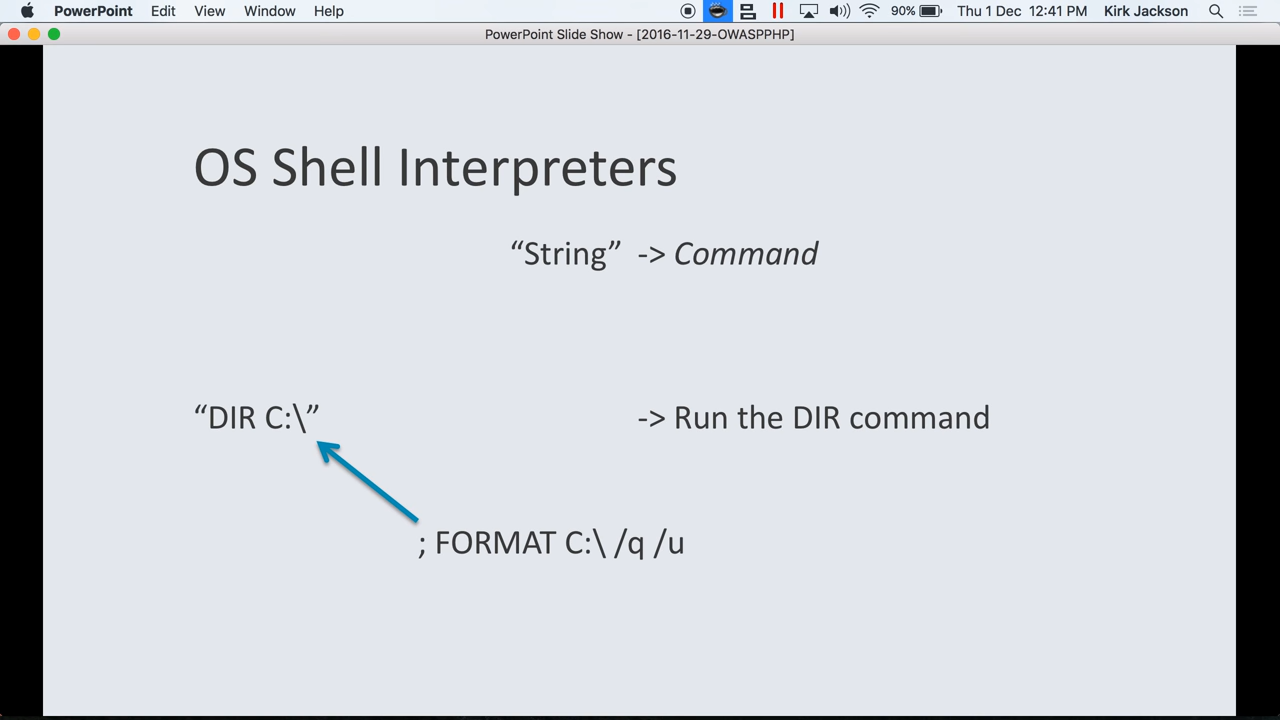 PowerPoint Edit View Window Help 90% Thu 1 Dec 12:41 PM Kirk Jackson
PowerPoint Slide Show - [2016-11-29-OWASPPHP]
OS Shell Interpreters
“String” -> Command
“DIR C:\” -> Run the DIR command
; FORMAT C:\ /q /u